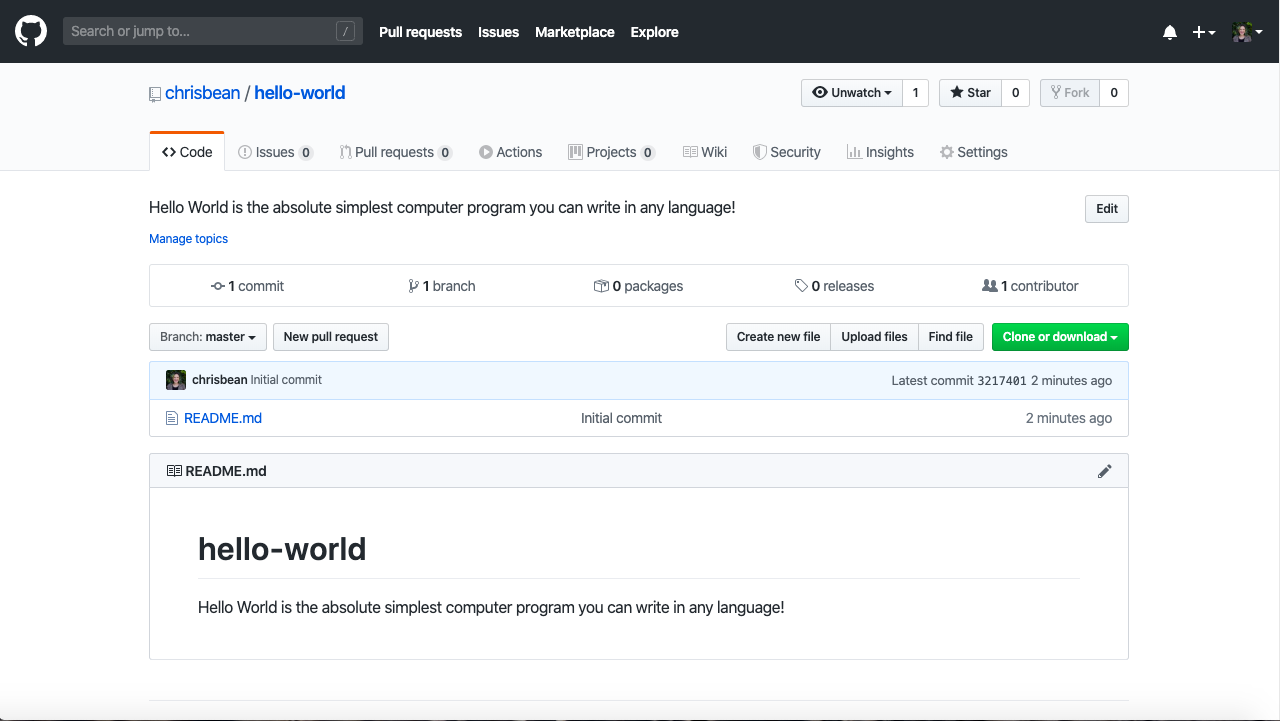 Search or jump to... / Pull requests Issues Marketplace Explore
chrisbean / hello-world Unwatch 1 Star 0 Fork 0
Code Issues 0 Pull requests 0 Actions Projects 0 Wiki Security Insights Settings
Hello World is the absolute simplest computer program you can write in any language! Edit
Manage topics
1 commit 1 branch 0 packages 0 releases 1 contributor
Branch: master New pull request Create new file Upload files Find file Clone or download
chrisbean Initial commit Latest commit 3217401 2 minutes ago
README.md Initial commit 2 minutes ago
README.md
hello-world
Hello World is the absolute simplest computer program you can write in any language!